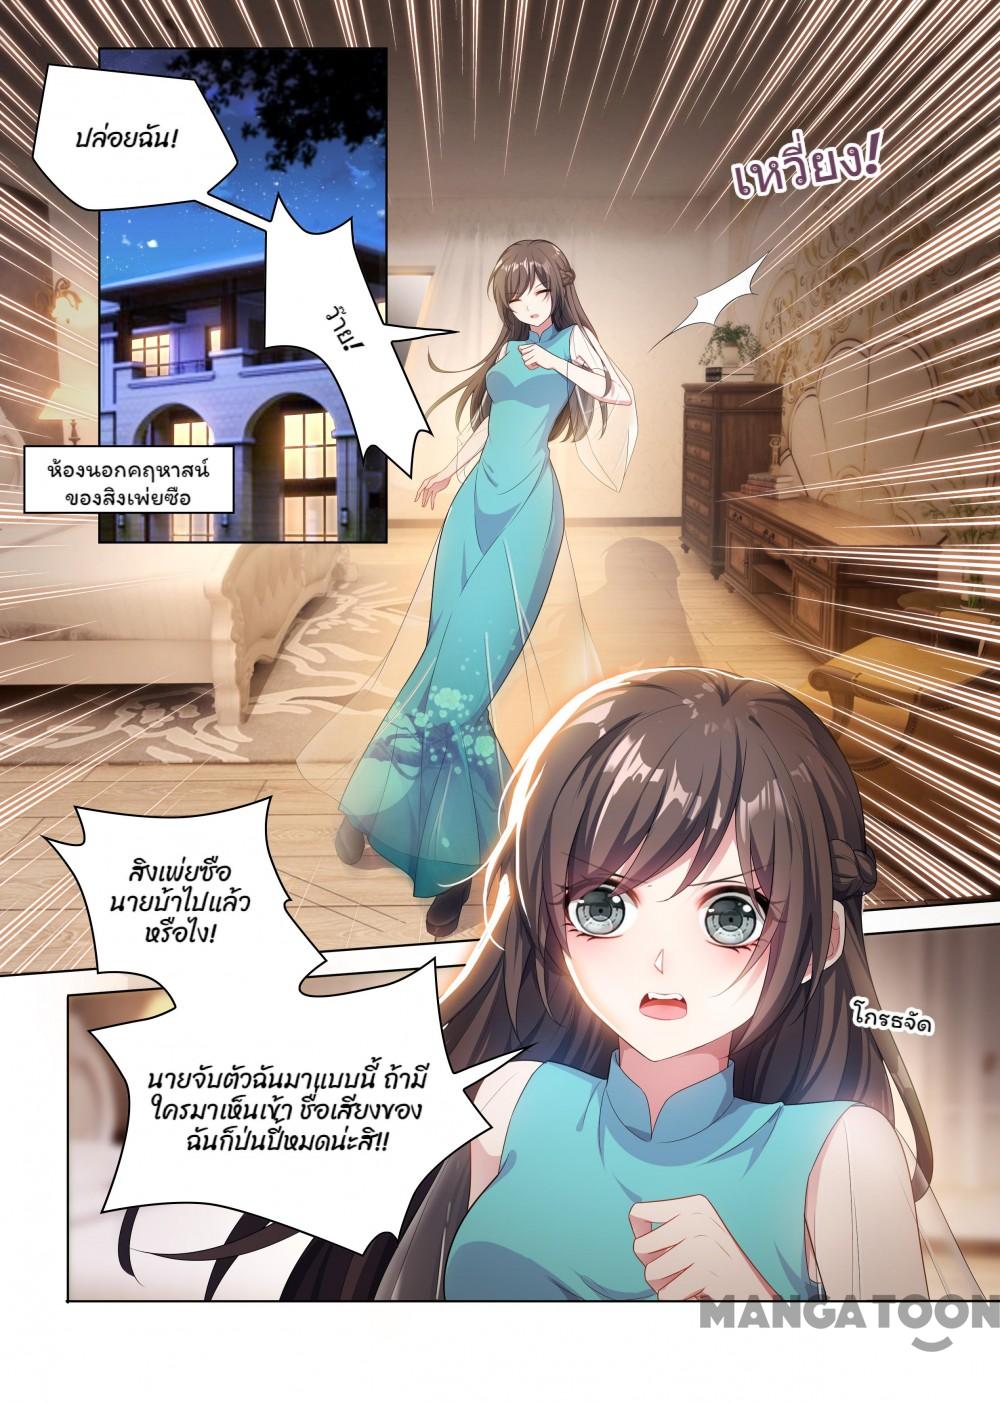 ปล่อยฉัน!
เหวี่ยง!
ว๊าย!
ห้องนอกคฤหาสน์
ของสิงเพ่ยซือ
สิงเพ่ยซือ
นายบ้าไปแล้ว
หรือไง!
โกรธจัด
นายจับตัวฉันมาแบบนี้ ถ้ามี
ใครมาเห็นเข้า ชื่อเสียงของ
ฉันก็ป่นปี้หมดน่ะสิ!!
MANGATOON